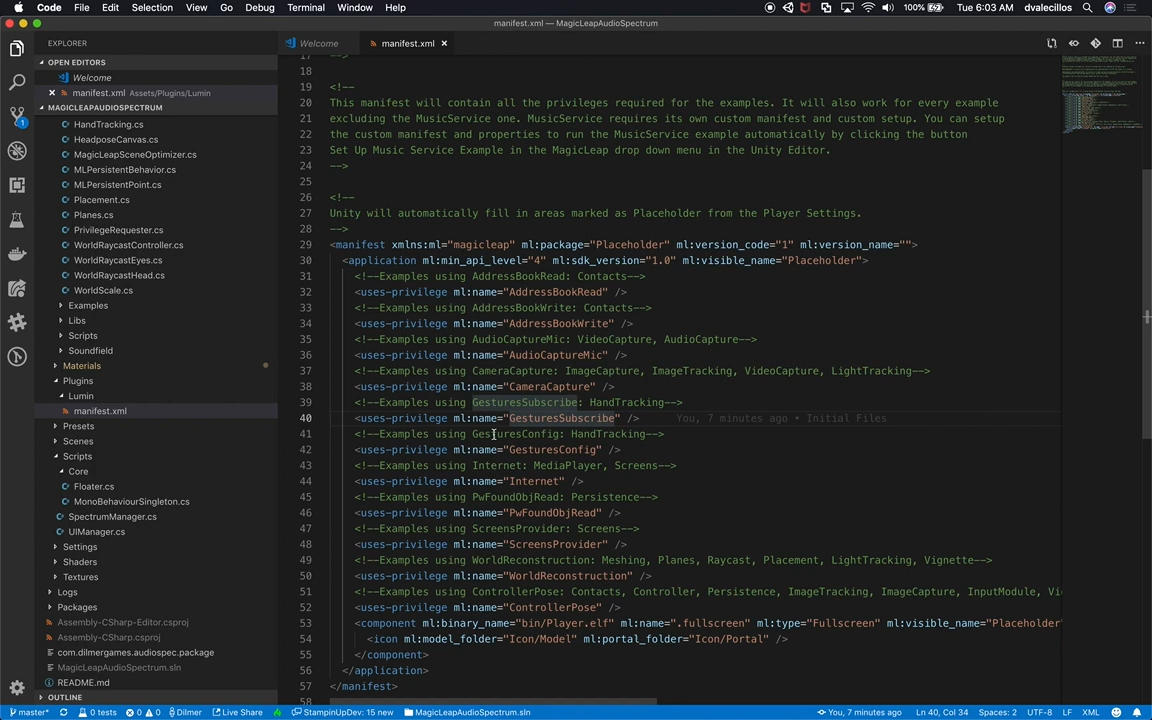 Code File Edit Selection View Go Debug Terminal Window Help 100% Tue 6:03 AM dvalecillos
manifest.xml — MagicLeapAudioSpectrum
EXPLORER
Welcome
manifest.xml
OPEN EDITORS
Welcome
manifest.xml Assets/Plugins/Lumin
MAGICLEAPAUDIOSPECTRUM
HandTracking.cs
HeadposeCanvas.cs
MagicLeapSceneOptimizer.cs
MLPersistentBehavior.cs
MLPersistentPoint.cs
Placement.cs
Planes.cs
PrivilegeRequester.cs
WorldRaycastController.cs
WorldRaycastEyes.cs
WorldRaycastHead.cs
WorldScale.cs
Examples
Libs
Scripts
Soundfield
Materials
Plugins
Lumin
manifest.xml
Presets
Scenes
Scripts
Core
Floater.cs
MonoBehaviourSingleton.cs
SpectrumManager.cs
UIManager.cs
Settings
Shaders
Textures
Logs
Packages
Assembly-CSharp-Editor.csproj
Assembly-CSharp.csproj
com.dilmergames.audiospec.package
MagicLeapAudioSpectrum.sln
README.md
OUTLINE
17 -->
18
19 <!--
20 This manifest will contain all the privileges required for the examples. It will also work for every example
21 excluding the MusicService one. MusicService requires its own custom manifest and custom setup. You can setup
22 the custom manifest and properties to run the MusicService example automatically by clicking the button
23 Set Up Music Service Example in the MagicLeap drop down menu in the Unity Editor.
24 -->
25
26 <!--
27 Unity will automatically fill in areas marked as Placeholder from the Player Settings.
28 -->
29 <manifest xmlns:ml="magicleap" ml:package="Placeholder" ml:version_code="1" ml:version_name="">
30 <application ml:min_api_level="4" ml:sdk_version="1.0" ml:visible_name="Placeholder">
31 <!--Examples using AddressBookRead: Contacts-->
32 <uses-privilege ml:name="AddressBookRead" />
33 <!--Examples using AddressBookWrite: Contacts-->
34 <uses-privilege ml:name="AddressBookWrite" />
35 <!--Examples using AudioCaptureMic: VideoCapture, AudioCapture-->
36 <uses-privilege ml:name="AudioCaptureMic" />
37 <!--Examples using CameraCapture: ImageCapture, ImageTracking, VideoCapture, LightTracking-->
38 <uses-privilege ml:name="CameraCapture" />
39 <!--Examples using GesturesSubscribe: HandTracking-->
40 <uses-privilege ml:name="GesturesSubscribe" /> You, 7 minutes ago • Initial Files
41 <!--Examples using GesturesConfig: HandTracking-->
42 <uses-privilege ml:name="GesturesConfig" />
43 <!--Examples using Internet: MediaPlayer, Screens-->
44 <uses-privilege ml:name="Internet" />
45 <!--Examples using PwFoundObjRead: Persistence-->
46 <uses-privilege ml:name="PwFoundObjRead" />
47 <!--Examples using ScreensProvider: Screens-->
48 <uses-privilege ml:name="ScreensProvider" />
49 <!--Examples using WorldReconstruction: Meshing, Planes, Raycast, Placement, LightTracking, Vignette-->
50 <uses-privilege ml:name="WorldReconstruction" />
51 <!--Examples using ControllerPose: Contacts, Controller, Persistence, ImageTracking, ImageCapture, InputModule, Vi
52 <uses-privilege ml:name="ControllerPose" />
53 <component ml:binary_name="bin/Player.elf" ml:name=".fullscreen" ml:type="Fullscreen" ml:visible_name="Placeholder"
54 <icon ml:model_folder="Icon/Model" ml:portal_folder="Icon/Portal" />
55 </component>
56 </application>
57 </manifest>
58
master* 0 tests 0 0 Dilmer Live Share StampinUpDev: 15 new MagicLeapAudioSpectrum.sln You, 7 minutes ago Ln 40, Col 34 Spaces: 2 UTF-8 LF XML